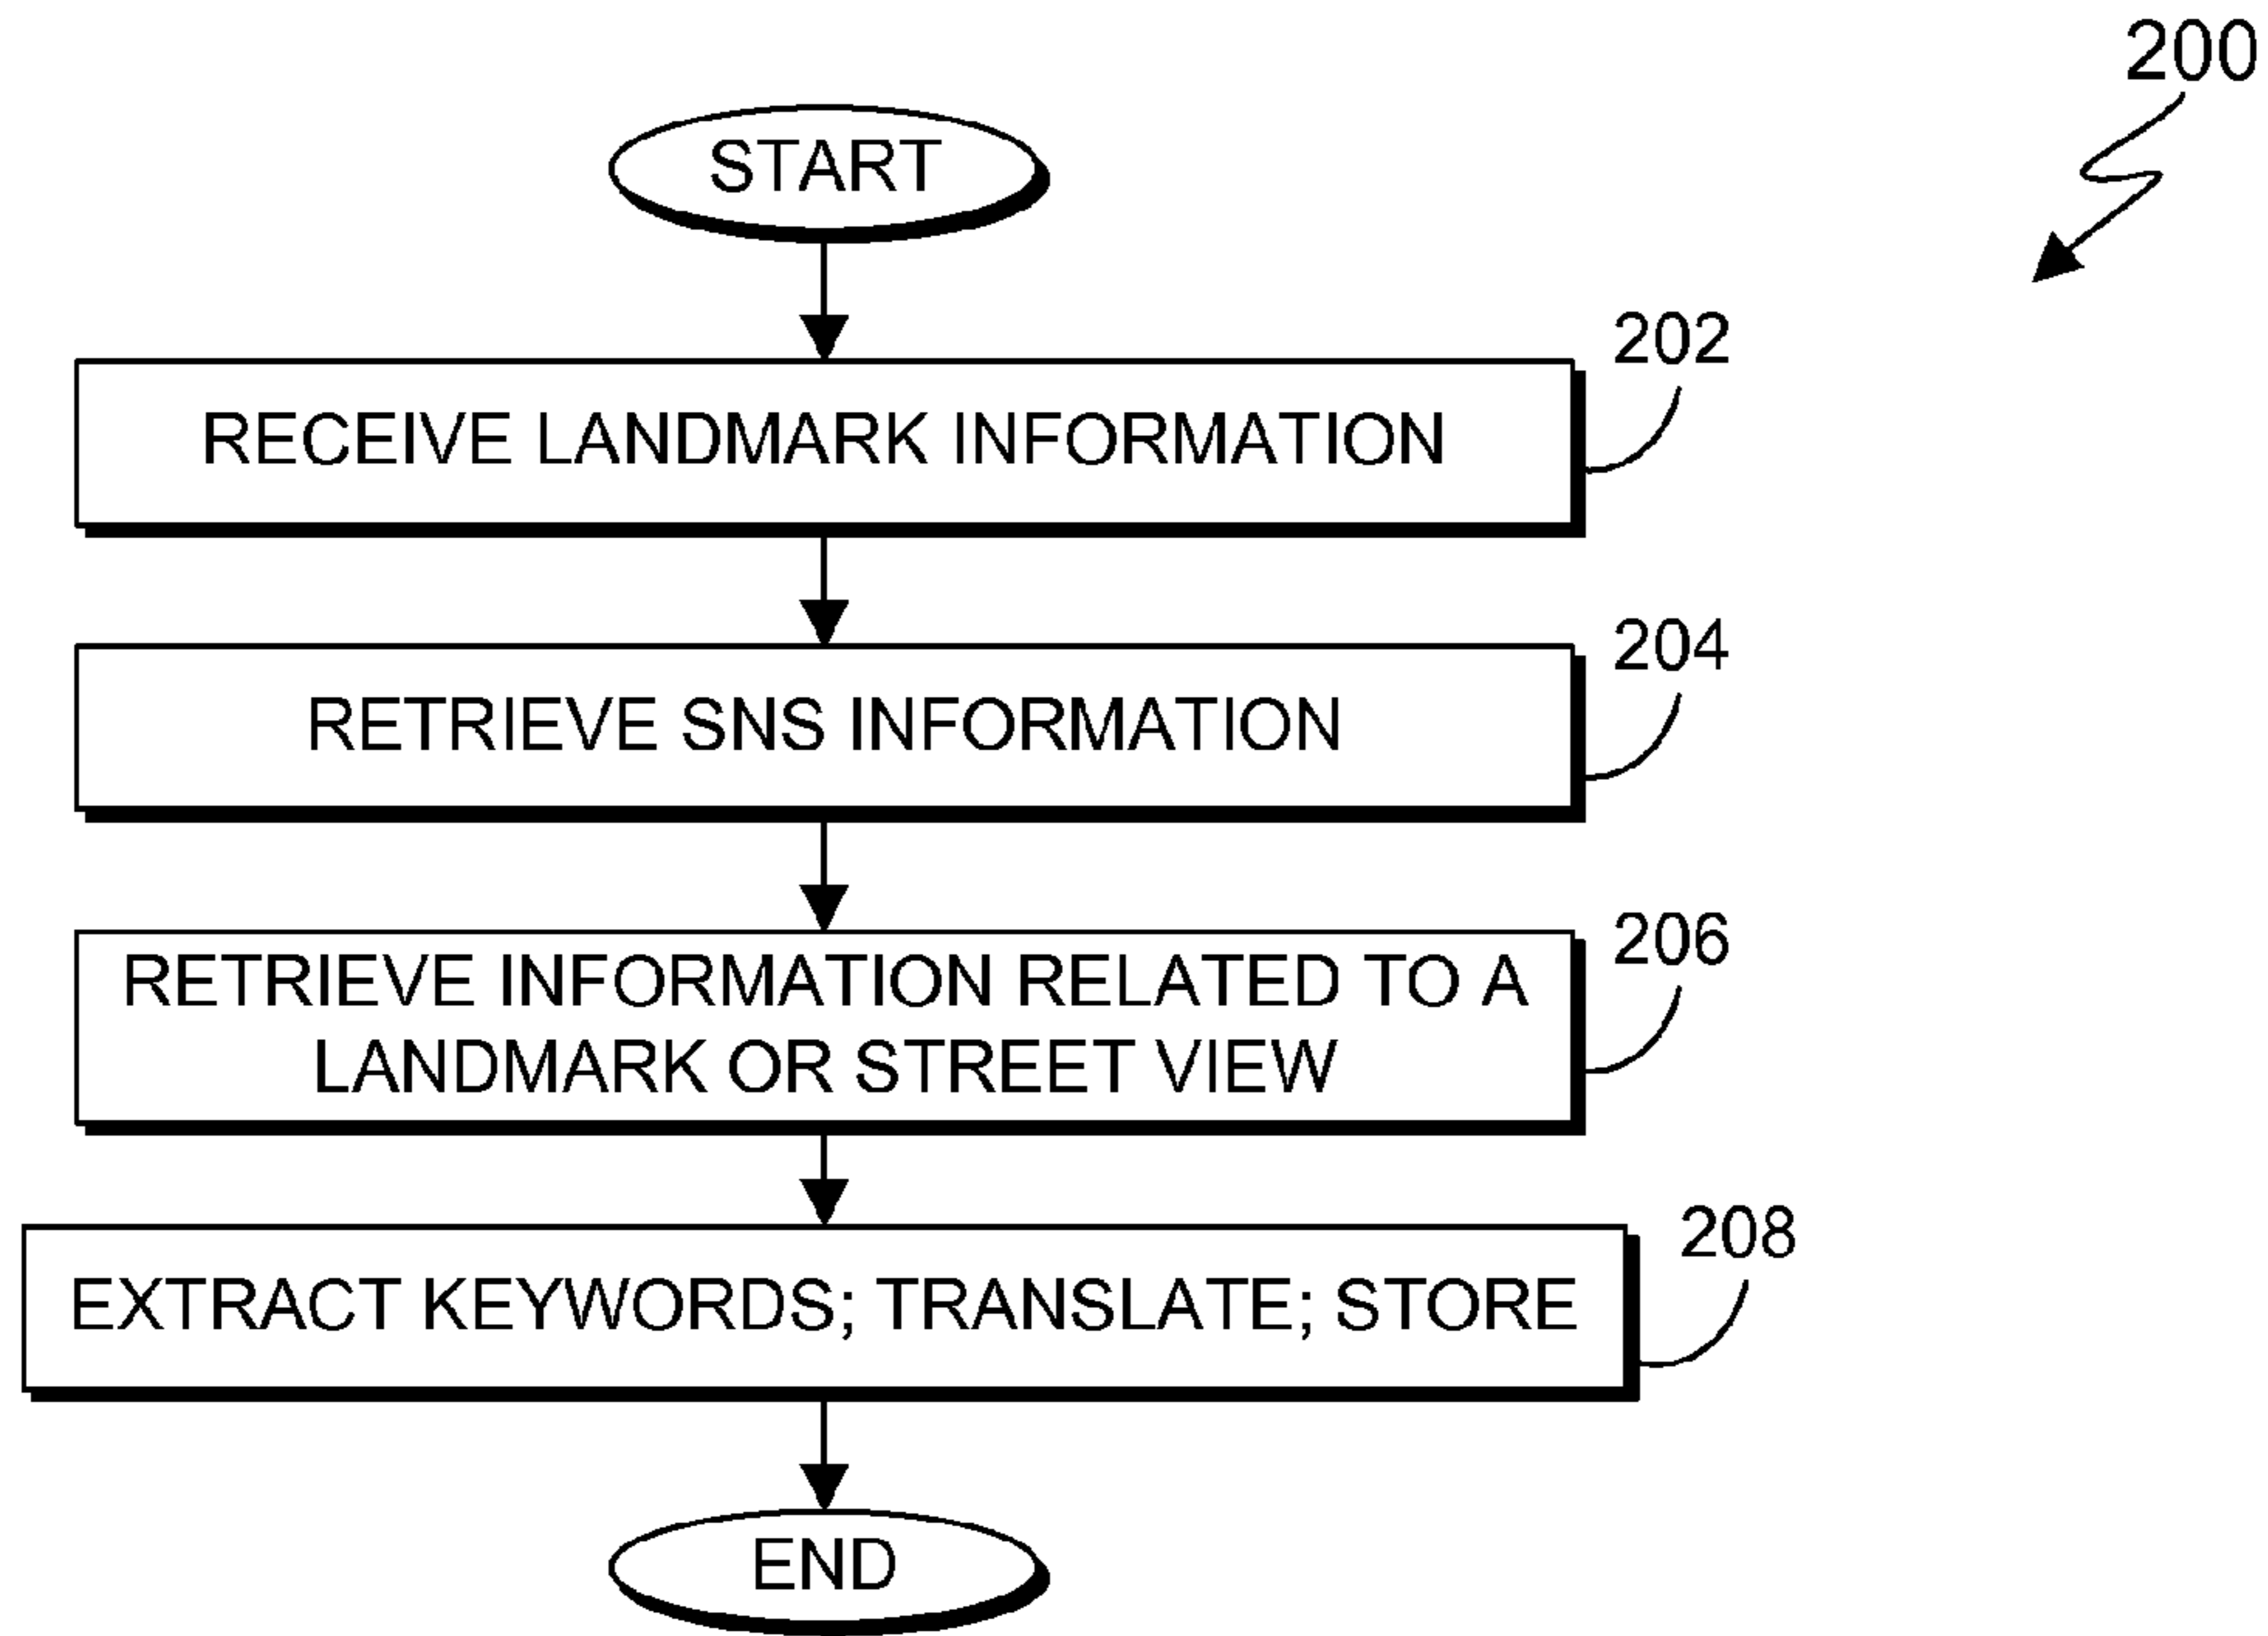 200
START
202
RECEIVE LANDMARK INFORMATION
204
RETRIEVE SNS INFORMATION
206
RETRIEVE INFORMATION RELATED TO A
LANDMARK OR STREET VIEW
208
EXTRACT KEYWORDS; TRANSLATE; STORE
END